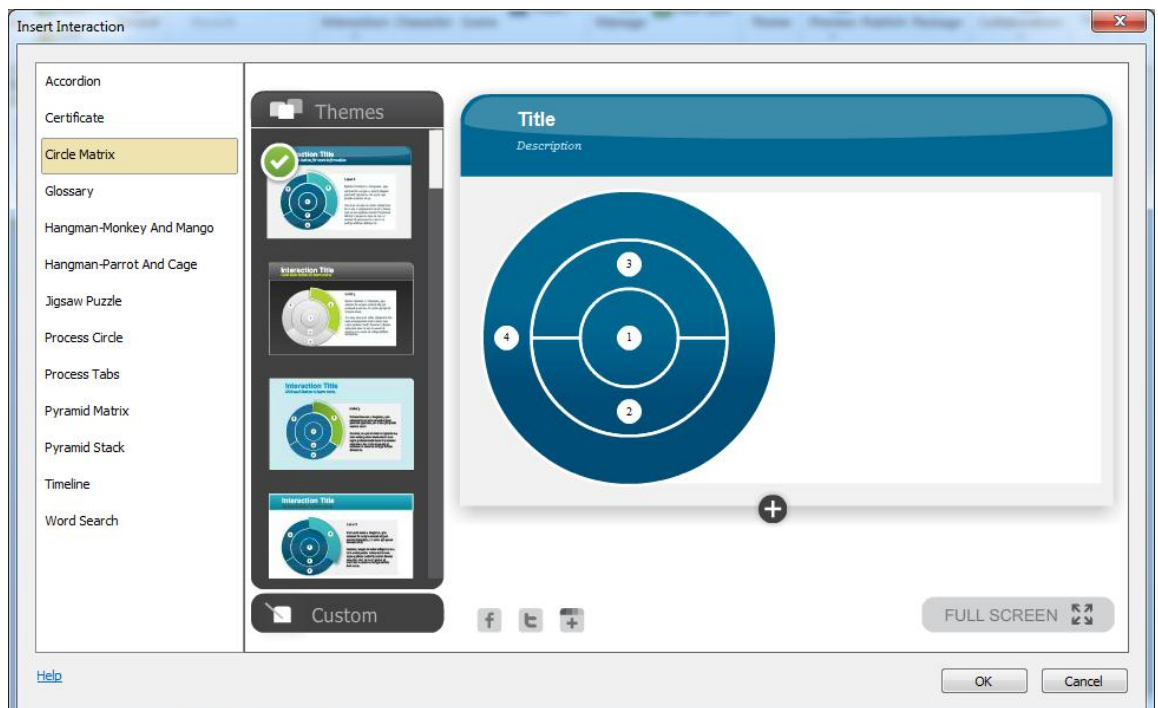 Insert Interaction
Accordion
Certificate
Circle Matrix
Glossary
Hangman-Monkey And Mango
Hangman-Parrot And Cage
Jigsaw Puzzle
Process Circle
Process Tabs
Pyramid Matrix
Pyramid Stack
Timeline
Word Search
Themes
Interaction Title
Interaction Title
Interaction Title
Custom
Title
Description
3
4
1
2
FULL SCREEN
Help
OK
Cancel